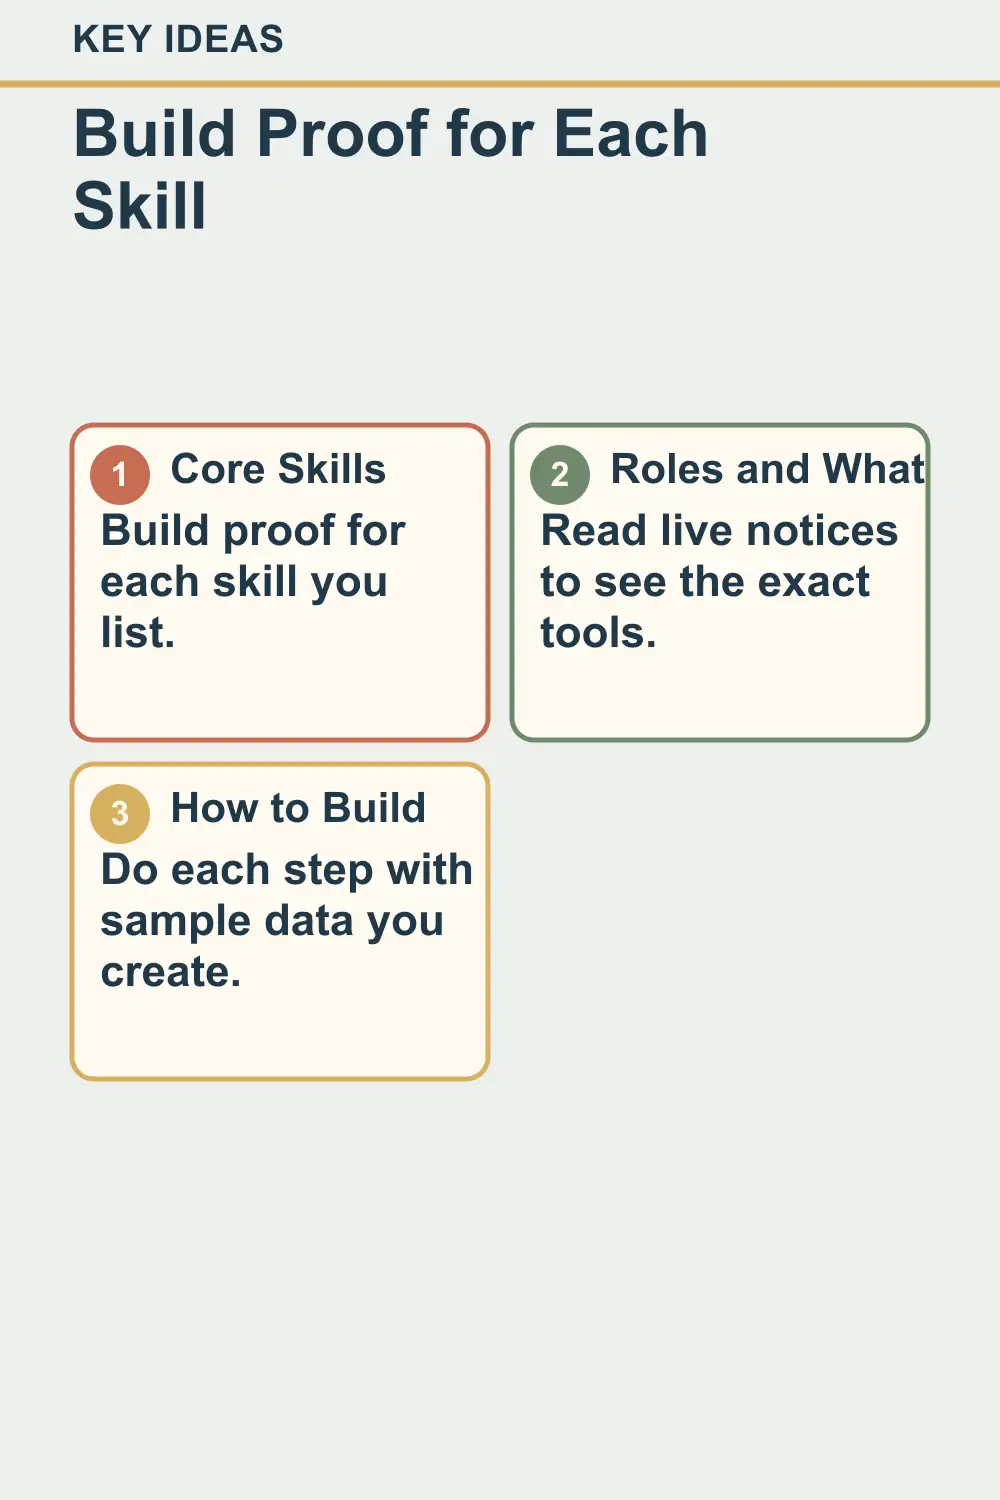 KEY IDEAS
Build Proof for Each
Skill
1
Core Skills
Build proof for
each skill you
list.
2
Roles and What
Read live notices
to see the exact
tools.
3
How to Build
Do each step with
sample data you
create.